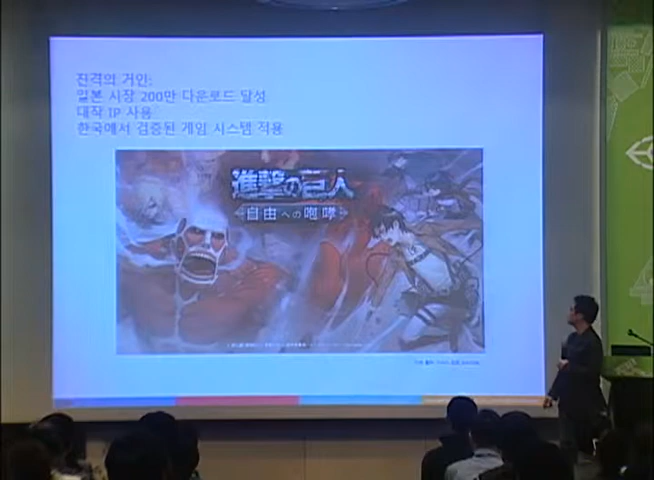 진격의 거인:
일본 시장 200만 다운로드 달성
대작 IP 사용
한국에서 검증된 게임 시스템 적용
進撃の巨人
自由への咆哮